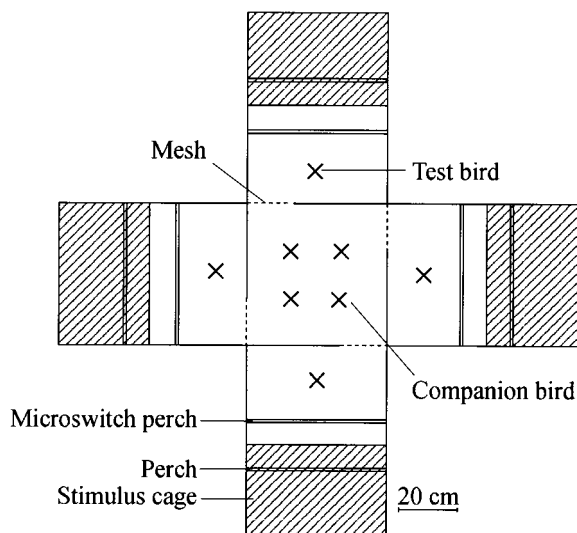 Mesh
Test bird
Companion bird
Microswitch perch
Perch
Stimulus cage
20 cm